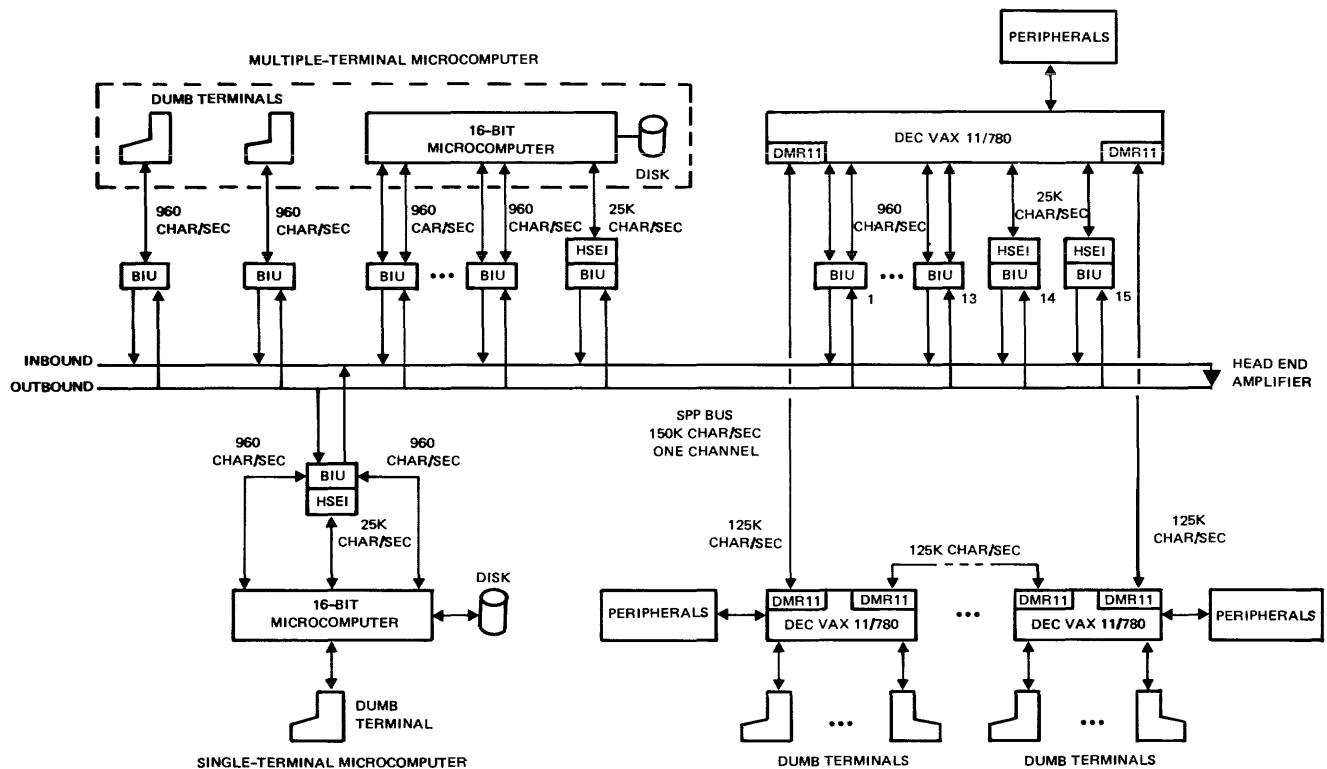 PERIPHERALS
MULTIPLE-TERMINAL MICROCOMPUTER
DUMB TERMINALS
16-BIT
MICROCOMPUTER
DISK
DEC VAX 11/780
DMR11
DMR11
960
CHAR/SEC
960
CHAR/SEC
960
CAR/SEC
960
CHAR/SEC
25K
CHAR/SEC
960
CHAR/SEC
25K
CHAR/SEC
HSEI
HSEI
HSEI
BIU
BIU
BIU
•••
BIU
BIU
BIU
•••
BIU
BIU
BIU
1
13
14
15
INBOUND
OUTBOUND
HEAD END
AMPLIFIER
SPP BUS
150K CHAR/SEC
ONE CHANNEL
960
CHAR/SEC
960
CHAR/SEC
BIU
HSEI
25K
CHAR/SEC
125K
CHAR/SEC
125K CHAR/SEC
125K
CHAR/SEC
DISK
16-BIT
MICROCOMPUTER
PERIPHERALS
DMR11
DMR11
DEC VAX 11/780
•••
DMR11
DMR11
DEC VAX 11/780
PERIPHERALS
DUMB
TERMINAL
•••
•••
SINGLE-TERMINAL MICROCOMPUTER
DUMB TERMINALS
DUMB TERMINALS